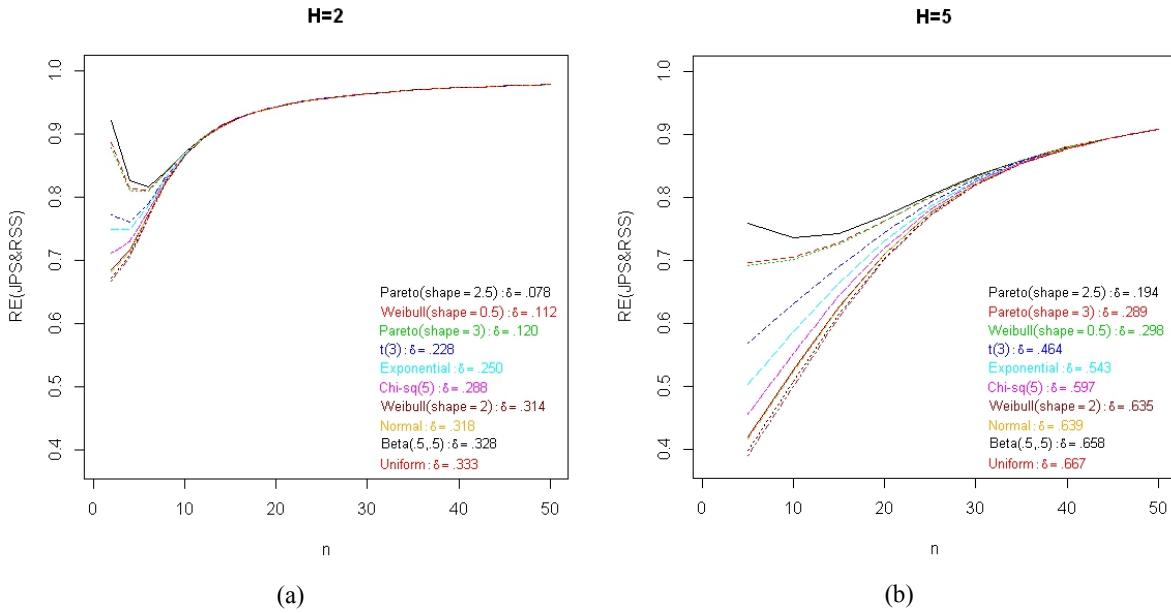 H=2
RE(JPS&RSS)
1.0
0.9
0.8
0.7
0.6
0.5
0.4
Pareto(shape = 2.5) : δ = .078
Weibull(shape = 0.5) : δ = .112
Pareto(shape = 3) : δ = .120
t(3) : δ = .228
Exponential : δ = .250
Chi-sq(5) : δ = .288
Weibull(shape = 2) : δ = .314
Normal : δ = .318
Beta(.5,.5) : δ = .328
Uniform : δ = .333
0 10 20 30 40 50
n
(a)
H=5
RE(JPS&RSS)
1.0
0.9
0.8
0.7
0.6
0.5
0.4
Pareto(shape = 2.5) : δ = .194
Pareto(shape = 3) : δ = .289
Weibull(shape = 0.5) : δ = .298
t(3) : δ = .464
Exponential : δ = .543
Chi-sq(5) : δ = .597
Weibull(shape = 2) : δ = .635
Normal : δ = .639
Beta(.5,.5) : δ = .658
Uniform : δ = .667
0 10 20 30 40 50
n
(b)